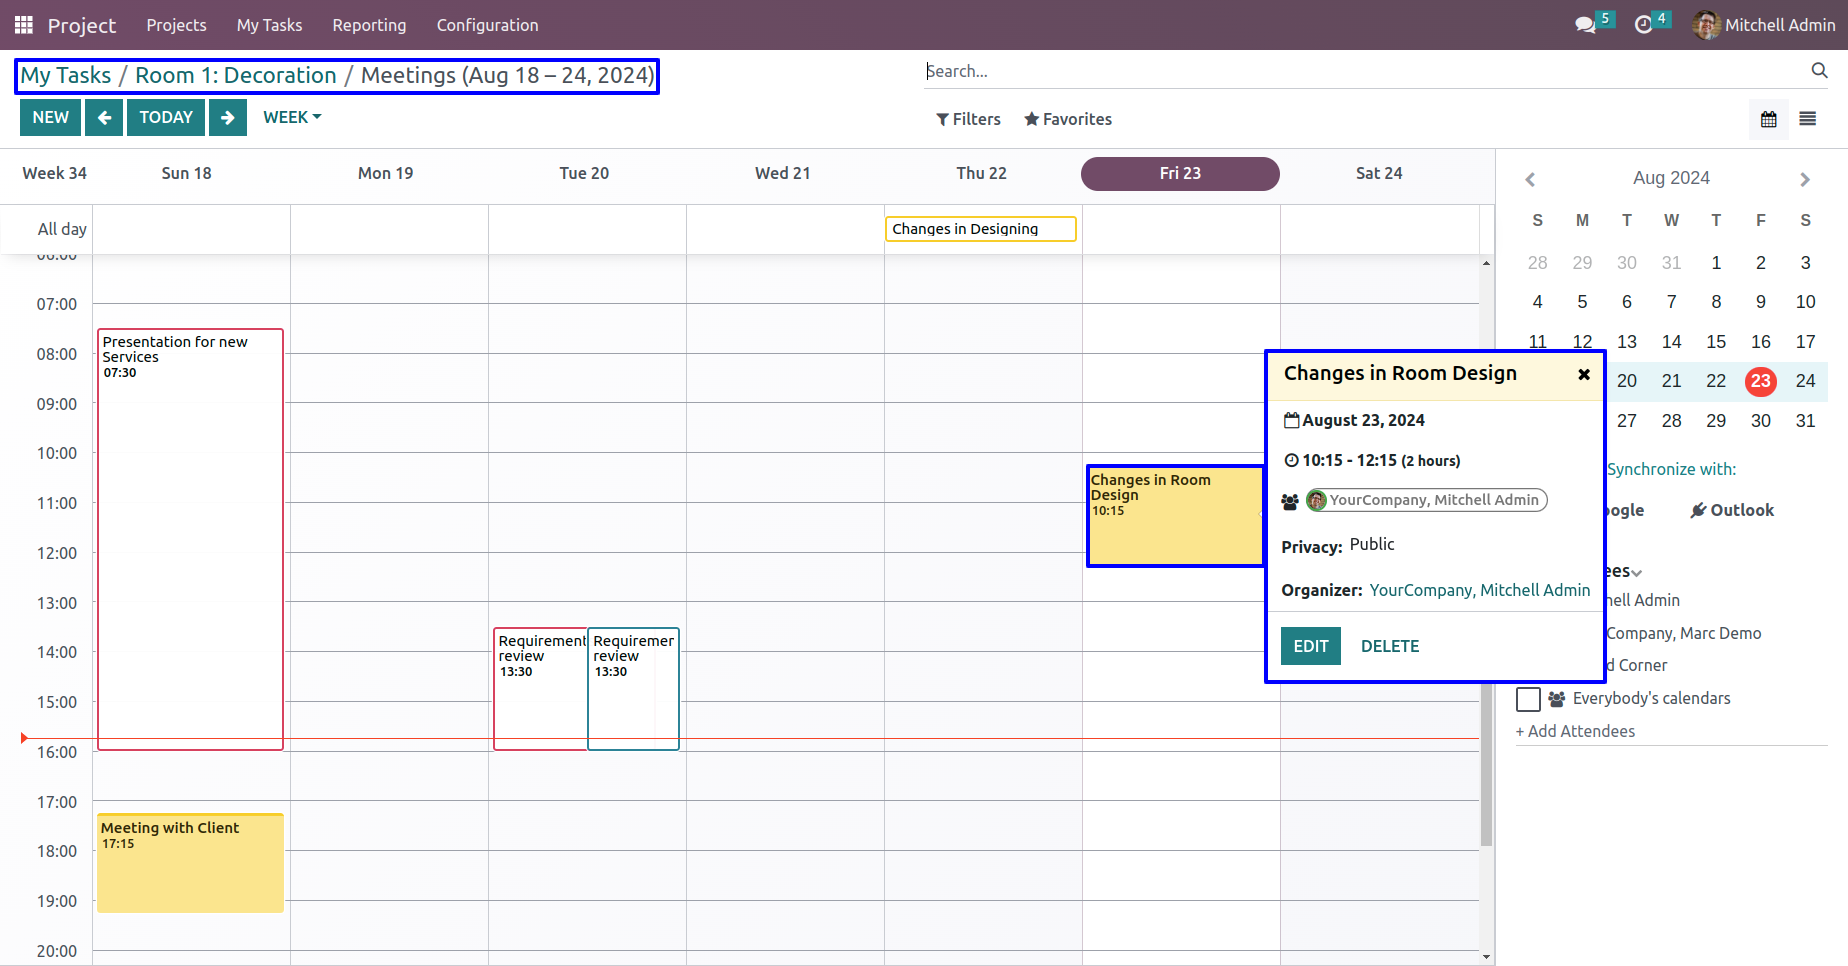 Project Projects My Tasks Reporting Configuration 5 4 Mitchell Admin
My Tasks / Room 1: Decoration / Meetings (Aug 18 – 24, 2024)
Search...
NEW TODAY WEEK
Filters Favorites
Week 34 Sun 18 Mon 19 Tue 20 Wed 21 Thu 22 Fri 23 Sat 24
All day
Changes in Designing
07:00
08:00
09:00
10:00
11:00
12:00
13:00
14:00
15:00
16:00
17:00
18:00
19:00
20:00
Presentation for new
Services
07:30
Meeting with Client
17:15
Requirement
review
13:30
Requiremer
review
13:30
Changes in Room
Design
10:15
Changes in Room Design
August 23, 2024
10:15 - 12:15 (2 hours)
YourCompany, Mitchell Admin
Privacy: Public
Organizer: YourCompany, Mitchell Admin
EDIT DELETE
Aug 2024
S M T W T F S
28 29 30 31 1 2 3
4 5 6 7 8 9 10
11 12 13 14 15 16 17
20 21 22 23 24
27 28 29 30 31
Synchronize with:
ogle Outlook
ees
hell Admin
Company, Marc Demo
d Corner
Everybody's calendars
+ Add Attendees